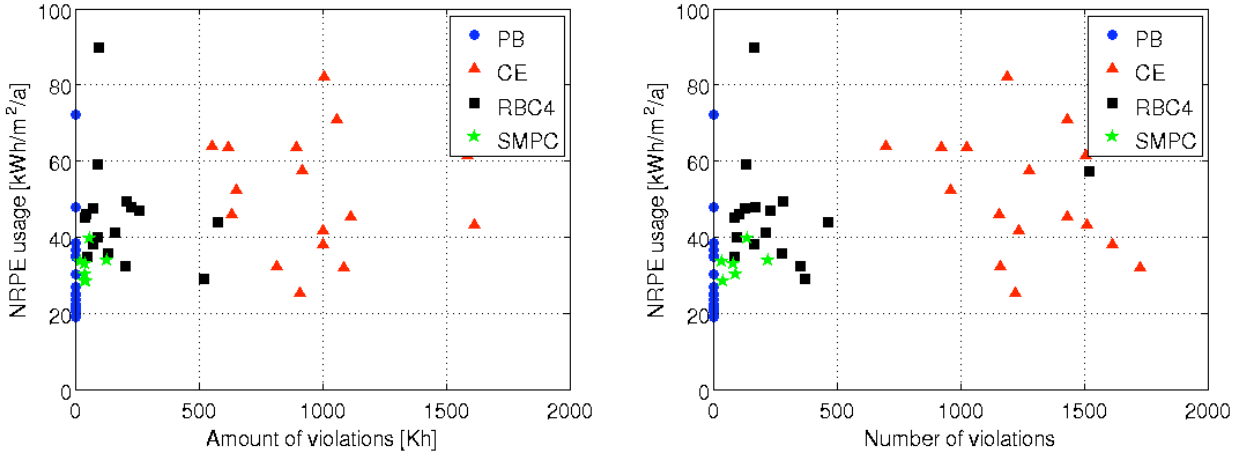 100
80
60
40
20
0
NRPE usage [kWh/m²/a]
PB
CE
RBC4
SMPC
0
500
1000
1500
2000
Amount of violations [Kh]
100
80
60
40
20
0
NRPE usage [kWh/m²/a]
PB
CE
RBC4
SMPC
0
500
1000
1500
2000
Number of violations